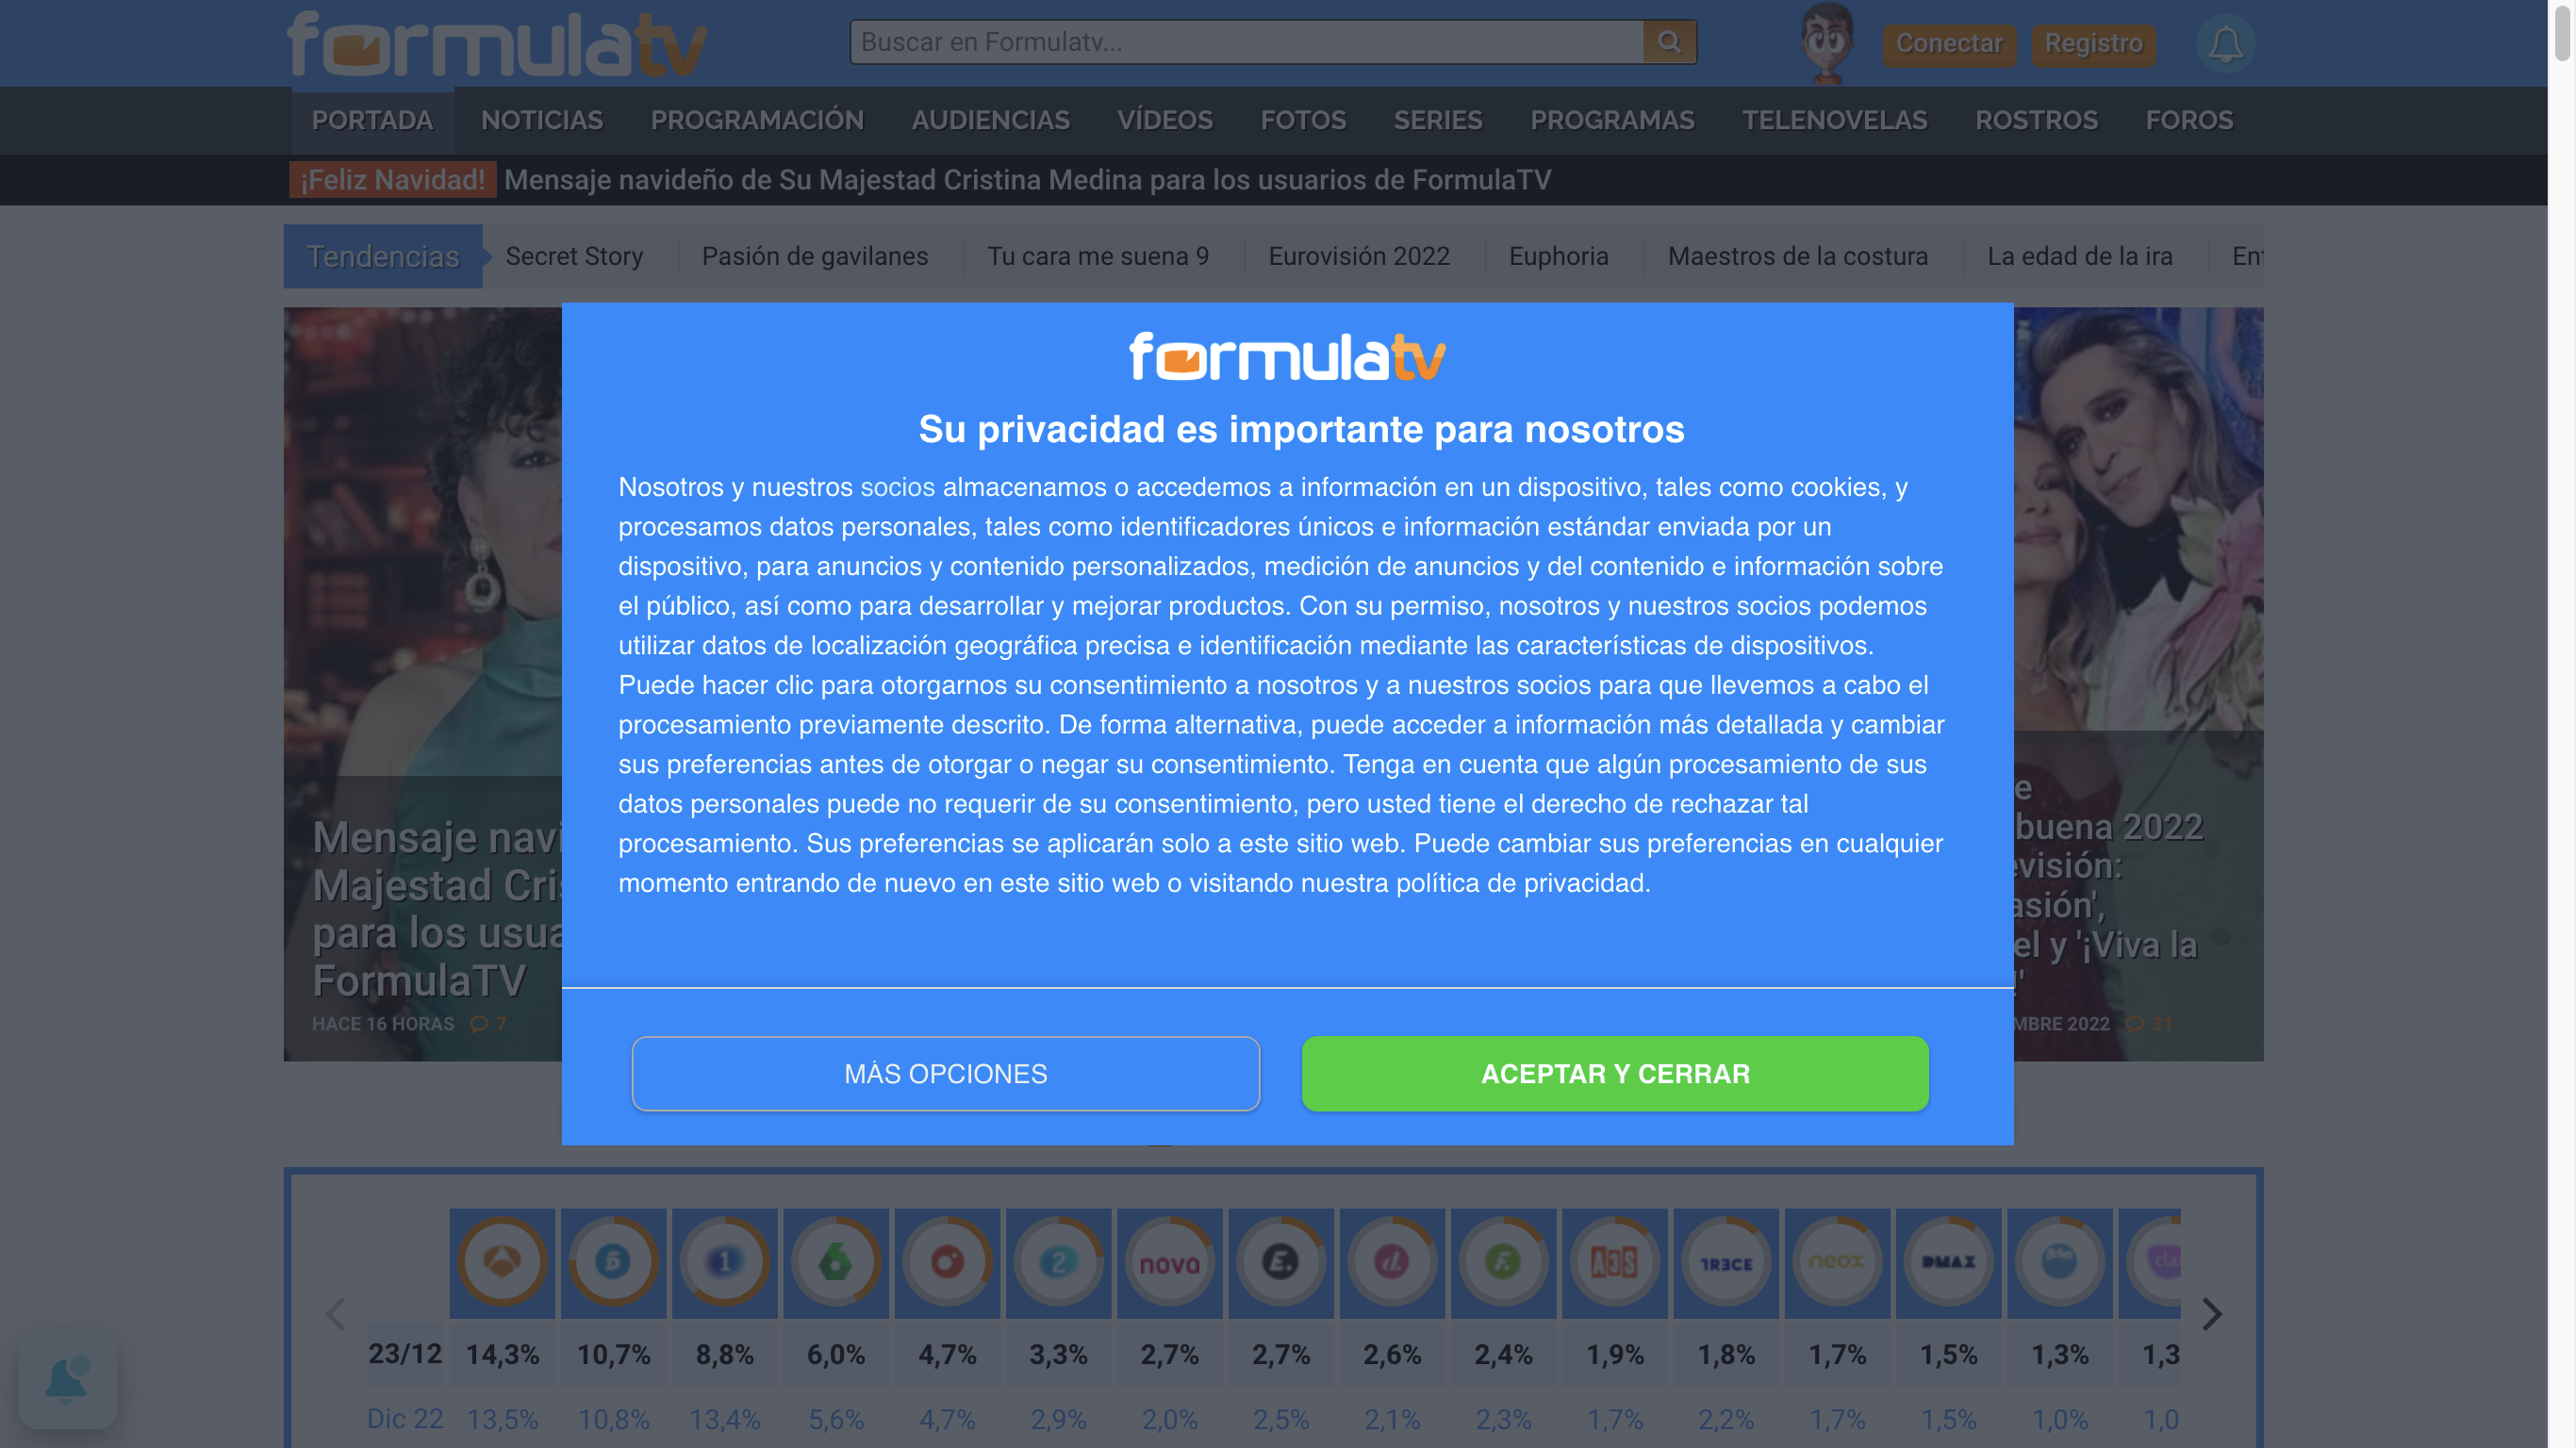 formulatv
Buscar en Formulatv...
Conectar
Registro
PORTADA
NOTICIAS
PROGRAMACIÓN
AUDIENCIAS
VÍDEOS
FOTOS
SERIES
PROGRAMAS
TELENOVELAS
ROSTROS
FOROS
¡Feliz Navidad! Mensaje navideño de Su Majestad Cristina Medina para los usuarios de FormulaTV
Tendencias
Secret Story
Pasión de gavilanes
Tu cara me suena 9
Eurovisión 2022
Euphoria
Maestros de la costura
La edad de la ira
formulatv
Su privacidad es importante para nosotros
Nosotros y nuestros socios almacenamos o accedemos a información en un dispositivo, tales como cookies, y
procesamos datos personales, tales como identificadores únicos e información estándar enviada por un
dispositivo, para anuncios y contenido personalizados, medición de anuncios y del contenido e información sobre
el público, así como para desarrollar y mejorar productos. Con su permiso, nosotros y nuestros socios podemos
utilizar datos de localización geográfica precisa e identificación mediante las características de dispositivos.
Puede hacer clic para otorgarnos su consentimiento a nosotros y a nuestros socios para que llevemos a cabo el
procesamiento previamente descrito. De forma alternativa, puede acceder a información más detallada y cambiar
sus preferencias antes de otorgar o negar su consentimiento. Tenga en cuenta que algún procesamiento de sus
datos personales puede no requerir de su consentimiento, pero usted tiene el derecho de rechazar tal
procesamiento. Sus preferencias se aplicarán solo a este sitio web. Puede cambiar sus preferencias en cualquier
momento entrando de nuevo en este sitio web o visitando nuestra política de privacidad.
MÁS OPCIONES
ACEPTAR Y CERRAR
Mensaje navi
Majestad Cri
para los usua
FormulaTV
HACE 16 HORAS 7
e
buena 2022
evisión:
asión',
el y '¡Viva la
!'
MBRE 2022 31
5 1 6 2 nova E. d. F. A3S TRECE neox DMAX
23/12 14,3% 10,7% 8,8% 6,0% 4,7% 3,3% 2,7% 2,7% 2,6% 2,4% 1,9% 1,8% 1,7% 1,5% 1,3% 1,3
Dic 22 13,5% 10,8% 13,4% 5,6% 4,7% 2,9% 2,0% 2,5% 2,1% 2,3% 1,7% 2,2% 1,7% 1,5% 1,0% 1,0